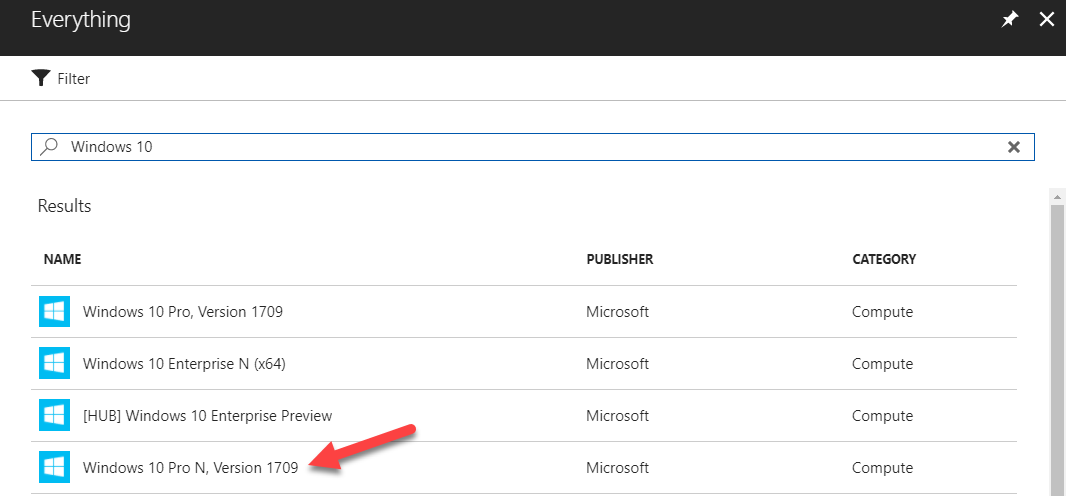 Everything
Filter
Windows 10
Results
NAME PUBLISHER CATEGORY
Windows 10 Pro, Version 1709 Microsoft Compute
Windows 10 Enterprise N (x64) Microsoft Compute
[HUB] Windows 10 Enterprise Preview Microsoft Compute
Windows 10 Pro N, Version 1709 Microsoft Compute